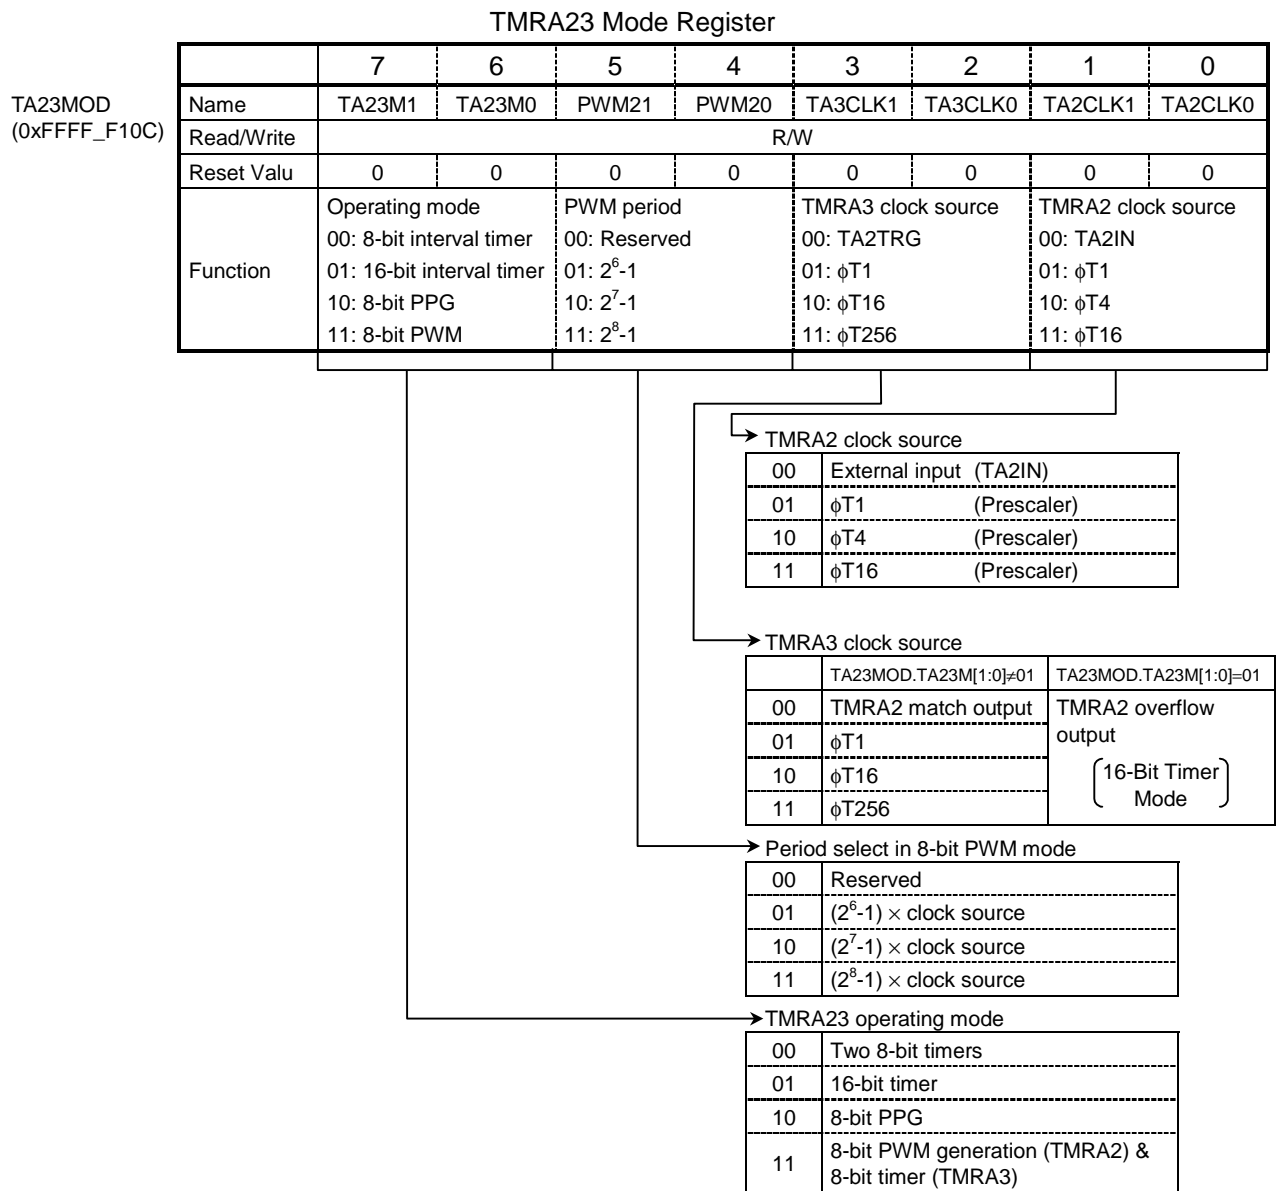 TMRA23 Mode Register
7 6 5 4 3 2 1 0
TA23MOD
(0xFFFF_F10C)
Name TA23M1 TA23M0 PWM21 PWM20 TA3CLK1 TA3CLK0 TA2CLK1 TA2CLK0
Read/Write R/W
Reset Valu 0 0 0 0 0 0 0 0
Function
Operating mode
00: 8-bit interval timer
01: 16-bit interval timer
10: 8-bit PPG
11: 8-bit PWM
PWM period
00: Reserved
01: 2⁶-1
10: 2⁷-1
11: 2⁸-1
TMRA3 clock source
00: TA2TRG
01: ϕT1
10: ϕT16
11: ϕT256
TMRA2 clock source
00: TA2IN
01: ϕT1
10: ϕT4
11: ϕT16
TMRA2 clock source
00 External input (TA2IN)
01 ϕT1 (Prescaler)
10 ϕT4 (Prescaler)
11 ϕT16 (Prescaler)
TMRA3 clock source
TA23MOD.TA23M[1:0]≠01 TA23MOD.TA23M[1:0]=01
00 TMRA2 match output
01 ϕT1
10 ϕT16
11 ϕT256
TMRA2 overflow
output
16-Bit Timer
Mode
Period select in 8-bit PWM mode
00 Reserved
01 (2⁶-1) × clock source
10 (2⁷-1) × clock source
11 (2⁸-1) × clock source
TMRA23 operating mode
00 Two 8-bit timers
01 16-bit timer
10 8-bit PPG
11 8-bit PWM generation (TMRA2) &
8-bit timer (TMRA3)